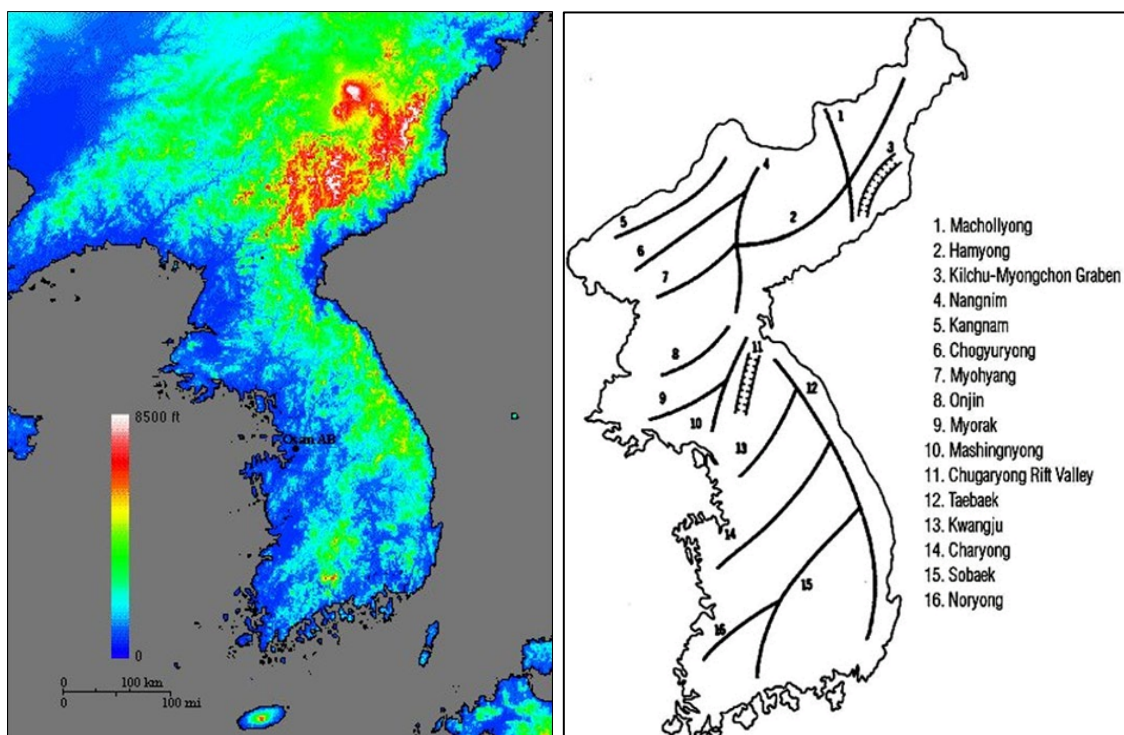 8500 ft
Osan AB
0
0 100 km
0 100 mi
1
2
3
4
5
6
7
8
9
10
11
12
13
14
15
16
1. Machollyong
2. Hamyong
3. Kilchu-Myongchon Graben
4. Nangnim
5. Kangnam
6. Chogyuryong
7. Myohyang
8. Onjin
9. Myorak
10. Mashingnyong
11. Chugaryong Rift Valley
12. Taebaek
13. Kwangju
14. Charyong
15. Sobaek
16. Noryong